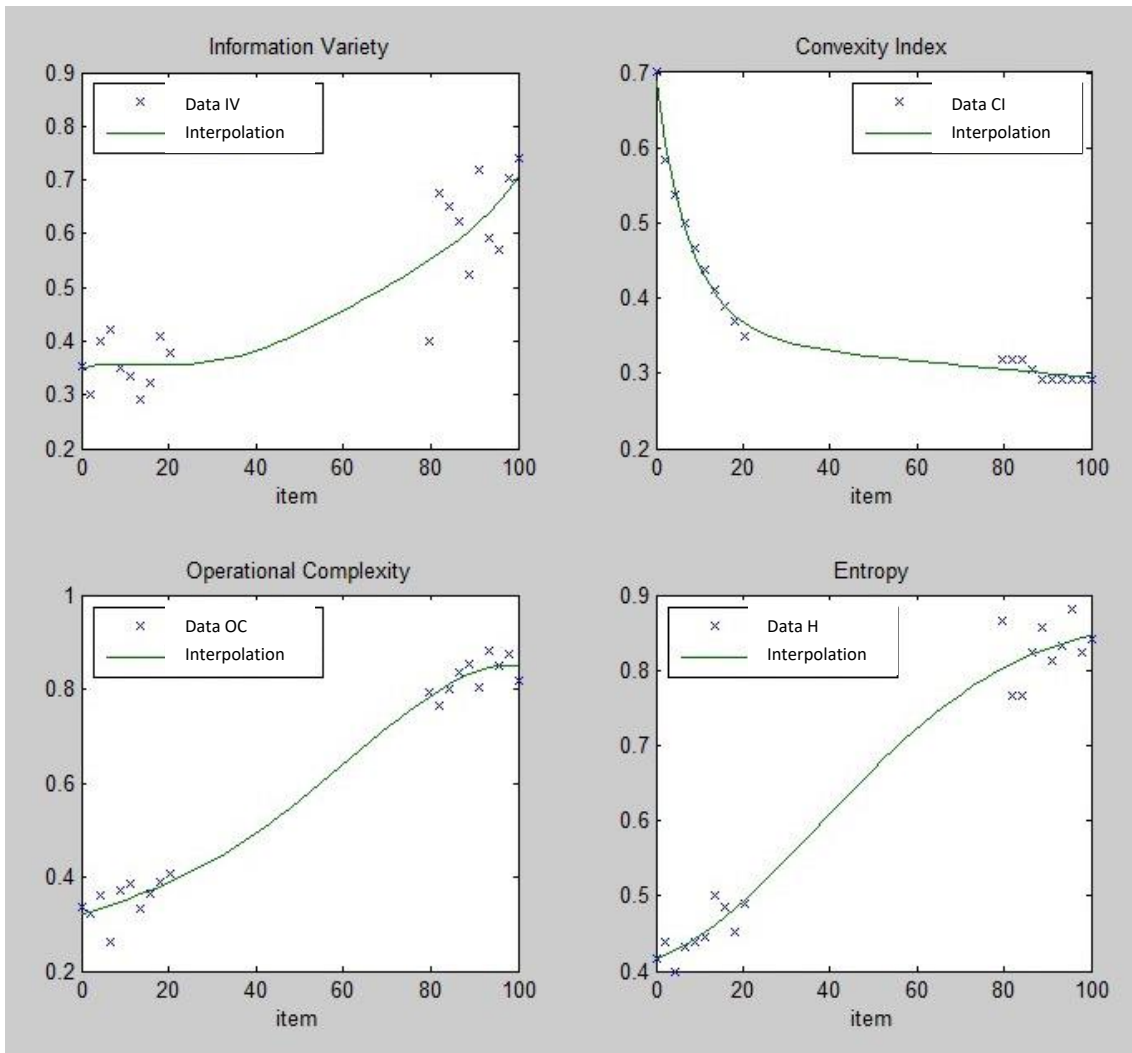 Information Variety
0.9
0.8
0.7
0.6
0.5
0.4
0.3
0.2
Data IV
Interpolation
0 20 40 60 80 100
item
Convexity Index
0.7
0.6
0.5
0.4
0.3
0.2
Data CI
Interpolation
0 20 40 60 80 100
item
Operational Complexity
1
0.8
0.6
0.4
0.2
Data OC
Interpolation
0 20 40 60 80 100
item
Entropy
0.9
0.8
0.7
0.6
0.5
0.4
Data H
Interpolation
0 20 40 60 80 100
item